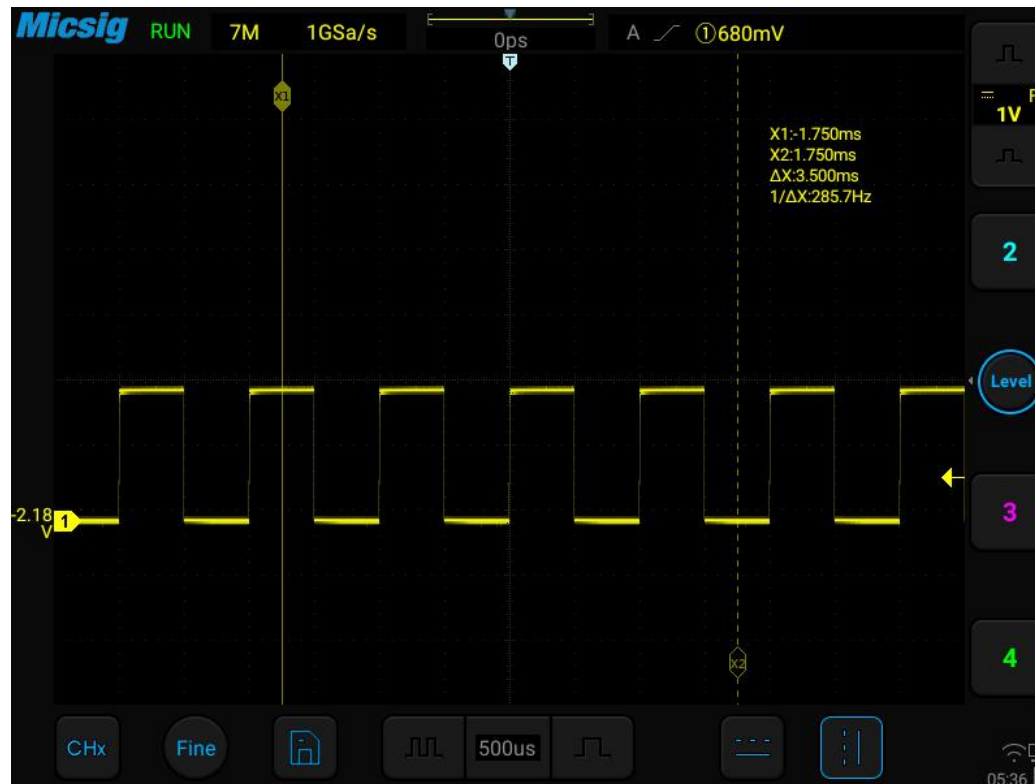 Micsig RUN 7M 1GSa/s 0ps A ①680mV
T
X1
1V
X1:-1.750ms
X2:1.750ms
ΔX:3.500ms
1/ΔX:285.7Hz
2
Level
-2.18
V
1
3
X2
4
CHx Fine 500us
05:36